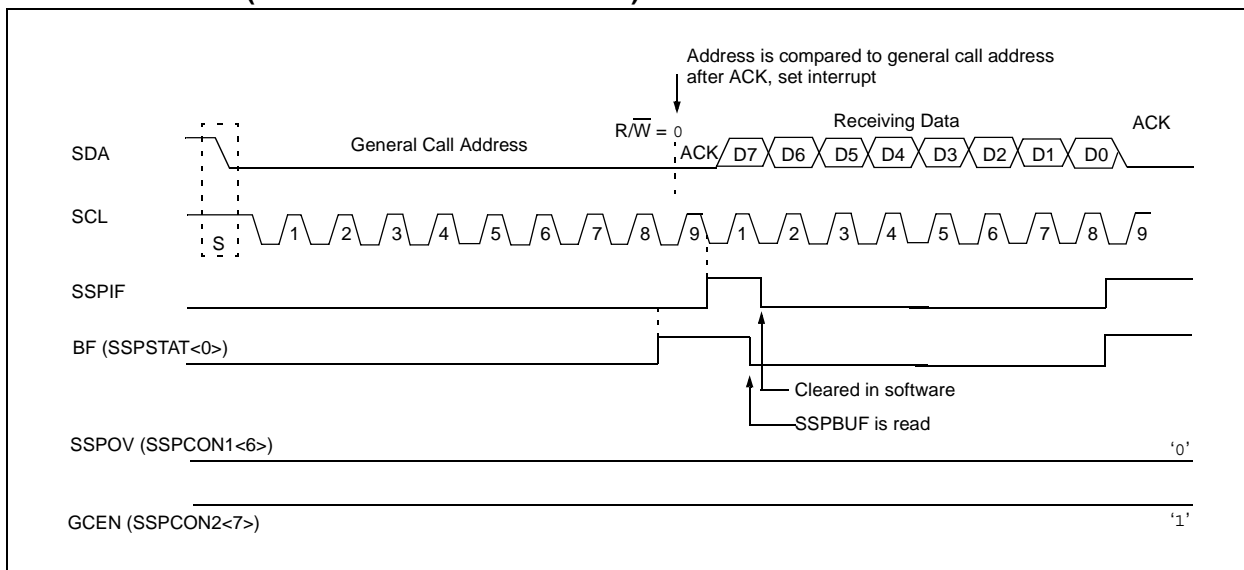 Address is compared to general call address
after ACK, set interrupt
R/W = 0
Receiving Data
ACK
SDA
General Call Address
ACK
D7 D6 D5 D4 D3 D2 D1 D0
SCL
S
1 2 3 4 5 6 7 8 9 1 2 3 4 5 6 7 8 9
SSPIF
BF (SSPSTAT<0>)
Cleared in software
SSPBUF is read
SSPOV (SSPCON1<6>)
‘0’
GCEN (SSPCON2<7>)
‘1’